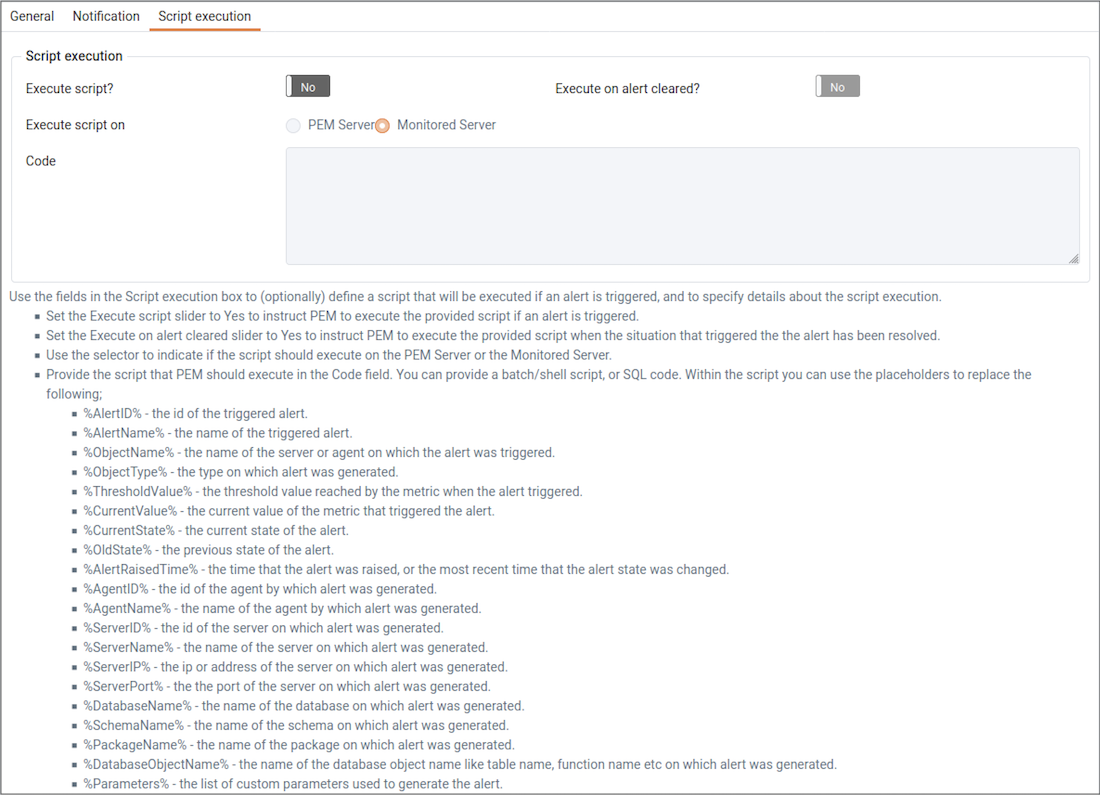 General Notification Script execution
Script execution
Execute script? No Execute on alert cleared? No
Execute script on PEM Server Monitored Server
Code
Use the fields in the Script execution box to (optionally) define a script that will be executed if an alert is triggered, and to specify details about the script execution.
Set the Execute script slider to Yes to instruct PEM to execute the provided script if an alert is triggered.
Set the Execute on alert cleared slider to Yes to instruct PEM to execute the provided script when the situation that triggered the the alert has been resolved.
Use the selector to indicate if the script should execute on the PEM Server or the Monitored Server.
Provide the script that PEM should execute in the Code field. You can provide a batch/shell script, or SQL code. Within the script you can use the placeholders to replace the
following;
%AlertID% - the id of the triggered alert.
%AlertName% - the name of the triggered alert.
%ObjectName% - the name of the server or agent on which the alert was triggered.
%ObjectType% - the type on which alert was generated.
%ThresholdValue% - the threshold value reached by the metric when the alert triggered.
%CurrentValue% - the current value of the metric that triggered the alert.
%CurrentState% - the current state of the alert.
%OldState% - the previous state of the alert.
%AlertRaisedTime% - the time that the alert was raised, or the most recent time that the alert state was changed.
%AgentID% - the id of the agent by which alert was generated.
%AgentName% - the name of the agent by which alert was generated.
%ServerID% - the id of the server on which alert was generated.
%ServerName% - the name of the server on which alert was generated.
%ServerIP% - the ip or address of the server on which alert was generated.
%ServerPort% - the the port of the server on which alert was generated.
%DatabaseName% - the name of the database on which alert was generated.
%SchemaName% - the name of the schema on which alert was generated.
%PackageName% - the name of the package on which alert was generated.
%DatabaseObjectName% - the name of the database object name like table name, function name etc on which alert was generated.
%Parameters% - the list of custom parameters used to generate the alert.